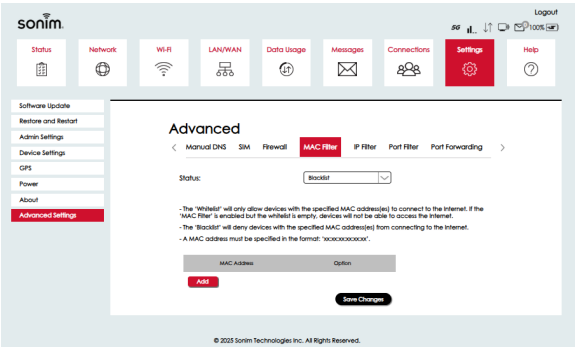 Logout
sonim.
5G 100%
Status Network Wi-Fi LAN/WAN Data Usage Messages Connections Settings Help
Software Update
Restore and Restart
Admin Settings
Device Settings
GPS
Power
About
Advanced Settings
Advanced
< Manual DNS SIM Firewall MAC Filter IP Filter Port Filter Port Forwarding >
Status: Blacklist
- The 'Whitelist' will only allow devices with the specified MAC address(es) to connect to the Internet. If the
'MAC Filter' is enabled but the whitelist is empty, devices will not be able to access the Internet.
- The 'Blacklist' will deny devices with the specified MAC address(es) from connecting to the Internet.
- A MAC address must be specified in the format: 'xx:xx:xx:xx:xx:xx'.
MAC Address Option
Add
Save Changes
© 2025 Sonim Technologies Inc. All Rights Reserved.